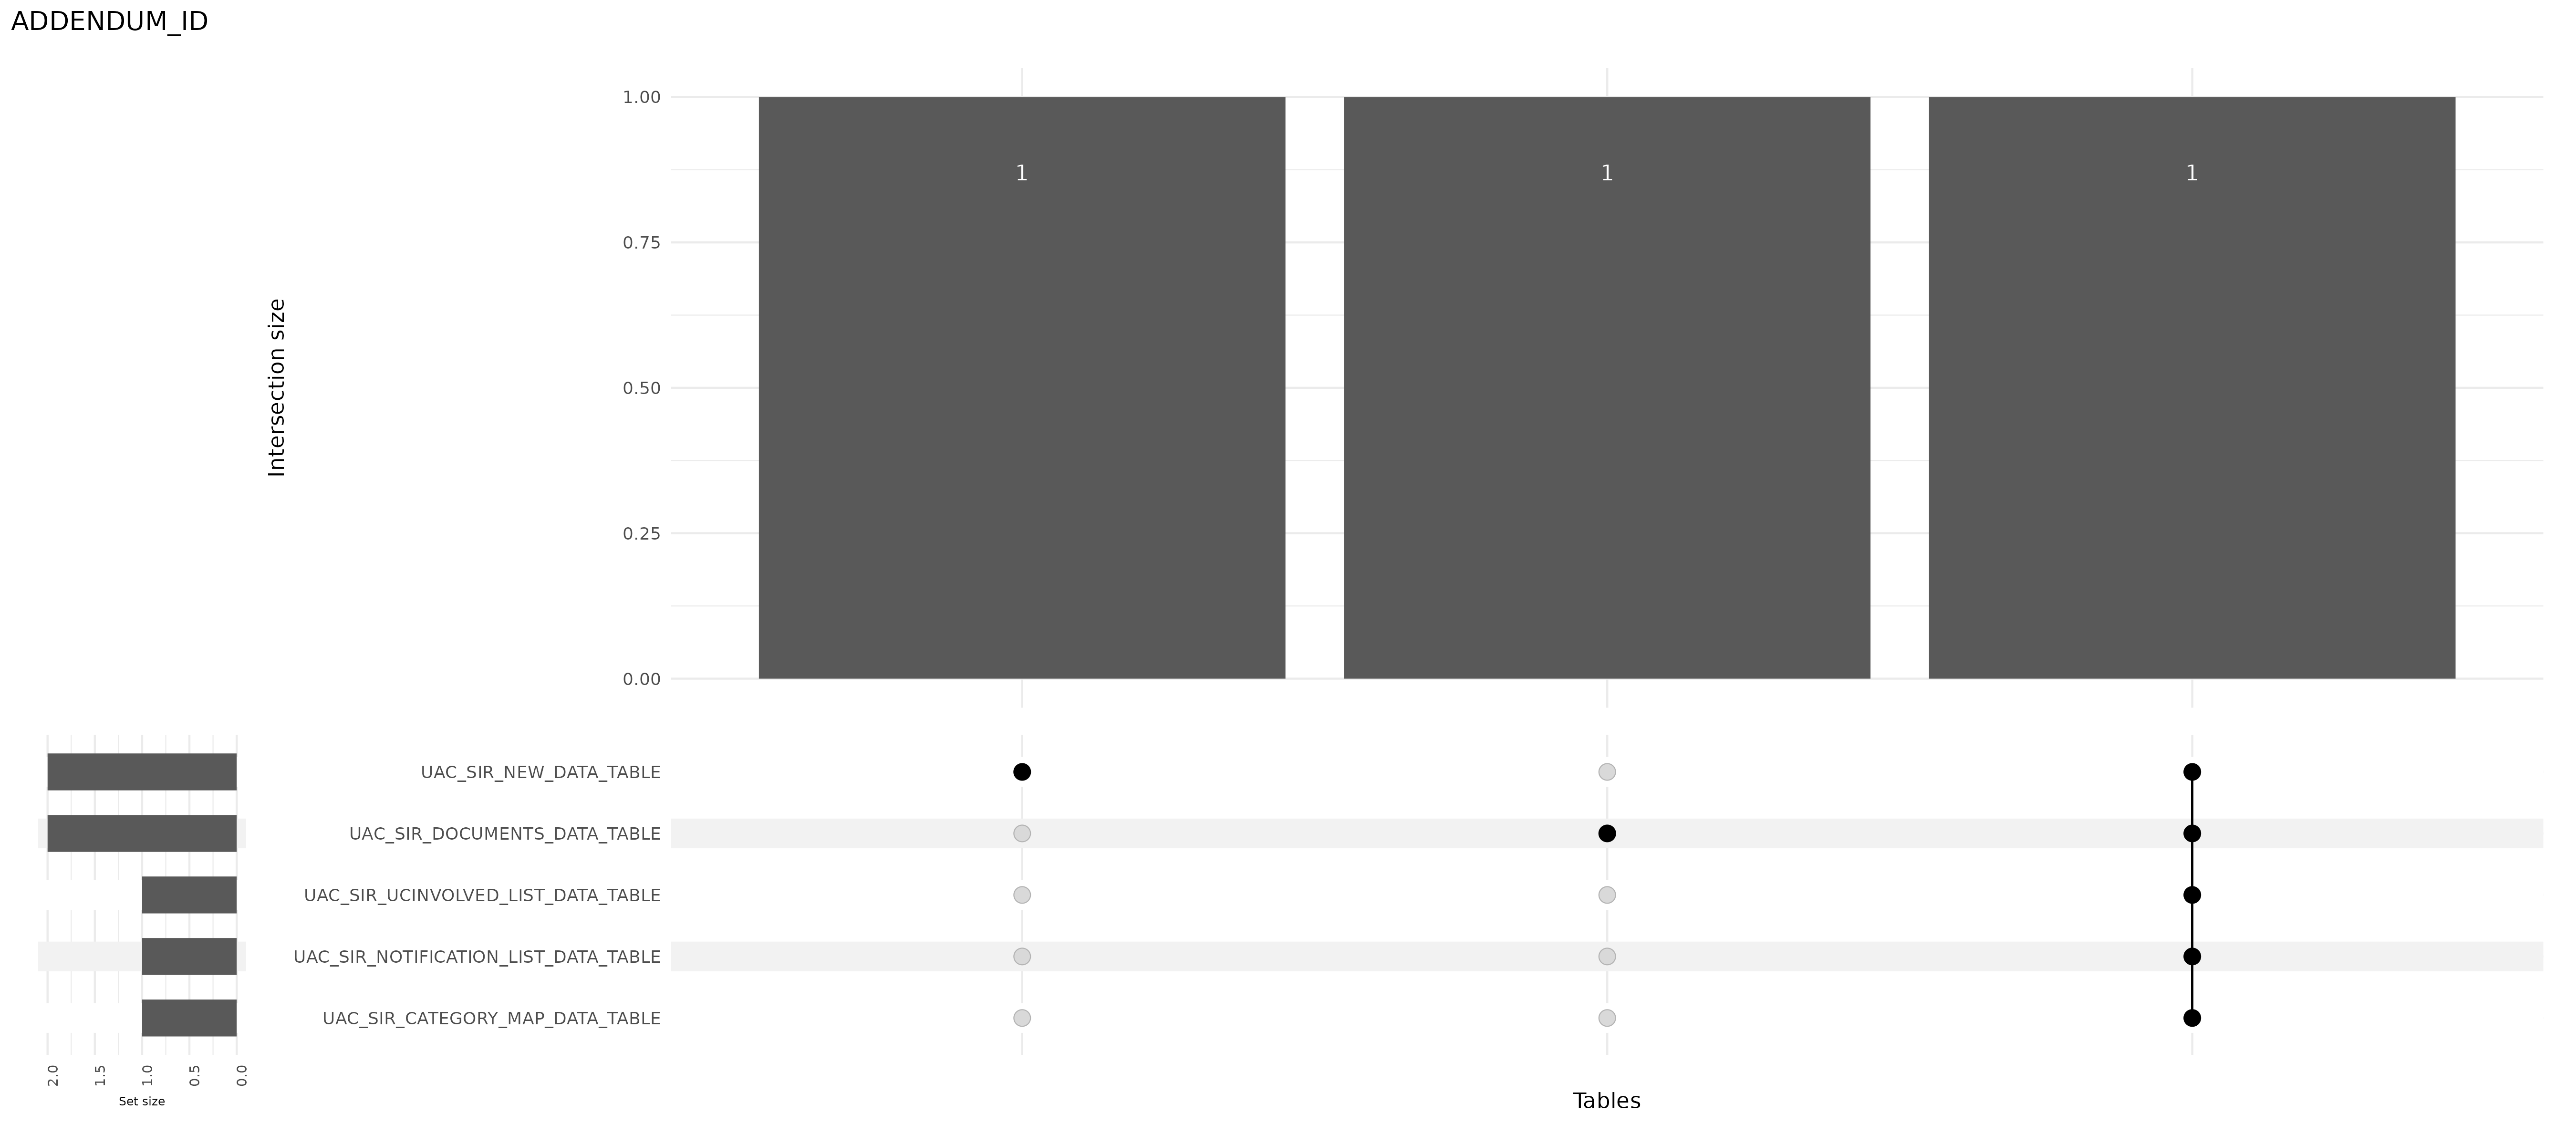 ADDENDUM_ID
Intersection size
1.00
0.75
0.50
0.25
0.00
1
1
1
UAC_SIR_NEW_DATA_TABLE
UAC_SIR_DOCUMENTS_DATA_TABLE
UAC_SIR_UCINVOLVED_LIST_DATA_TABLE
UAC_SIR_NOTIFICATION_LIST_DATA_TABLE
UAC_SIR_CATEGORY_MAP_DATA_TABLE
2.0
1.5
1.0
0.5
0.0
Set size
Tables